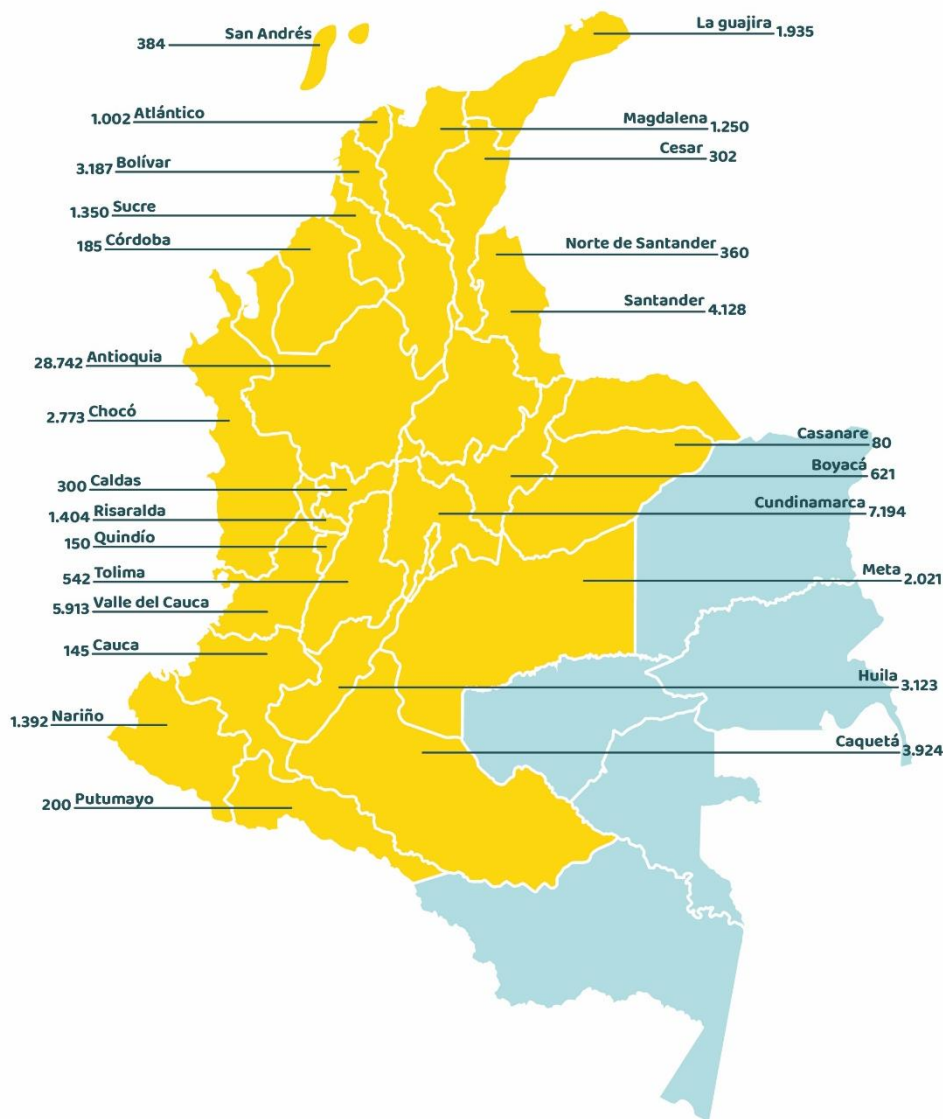 San Andrés
384
La guajira
1.935
1.002 Atlántico
Magdalena
1.250
Cesar
302
3.187 Bolívar
1.350 Sucre
185 Córdoba
Norte de Santander
360
Santander
4.128
28.742 Antioquia
2.773 Chocó
Casanare
80
Boyacá
621
300 Caldas
Cundinamarca
7.194
1.404 Risaralda
150 Quindío
542 Tolima
Meta
2.021
5.913 Valle del Cauca
145 Cauca
Huila
3.123
1.392 Nariño
Caquetá
3.924
200 Putumayo